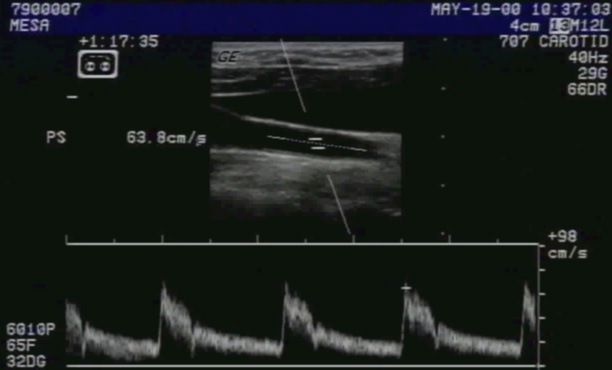 7900007 MAY-19-00 10:37:03
MESA 4cm 13M12L
+1:17:35 707 CAROTID
GE 40Hz
29G
66DR
PS 63.8cm/s
+98
cm/s
6010P
65F
32DG